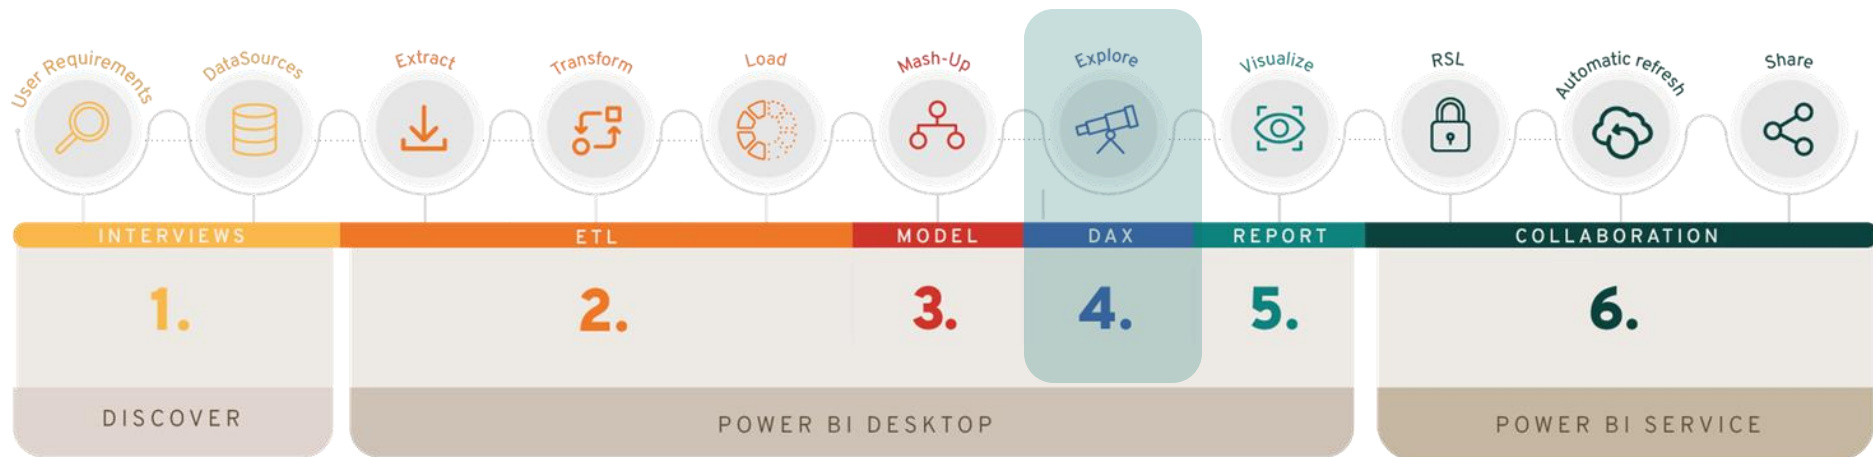 User Requirements
DataSources
Extract
Transform
Load
Mash-Up
Explore
Visualize
RSL
Automatic refresh
Share
INTERVIEWS
ETL
MODEL
DAX
REPORT
COLLABORATION
1.
2.
3.
4.
5.
6.
DISCOVER
POWER BI DESKTOP
POWER BI SERVICE